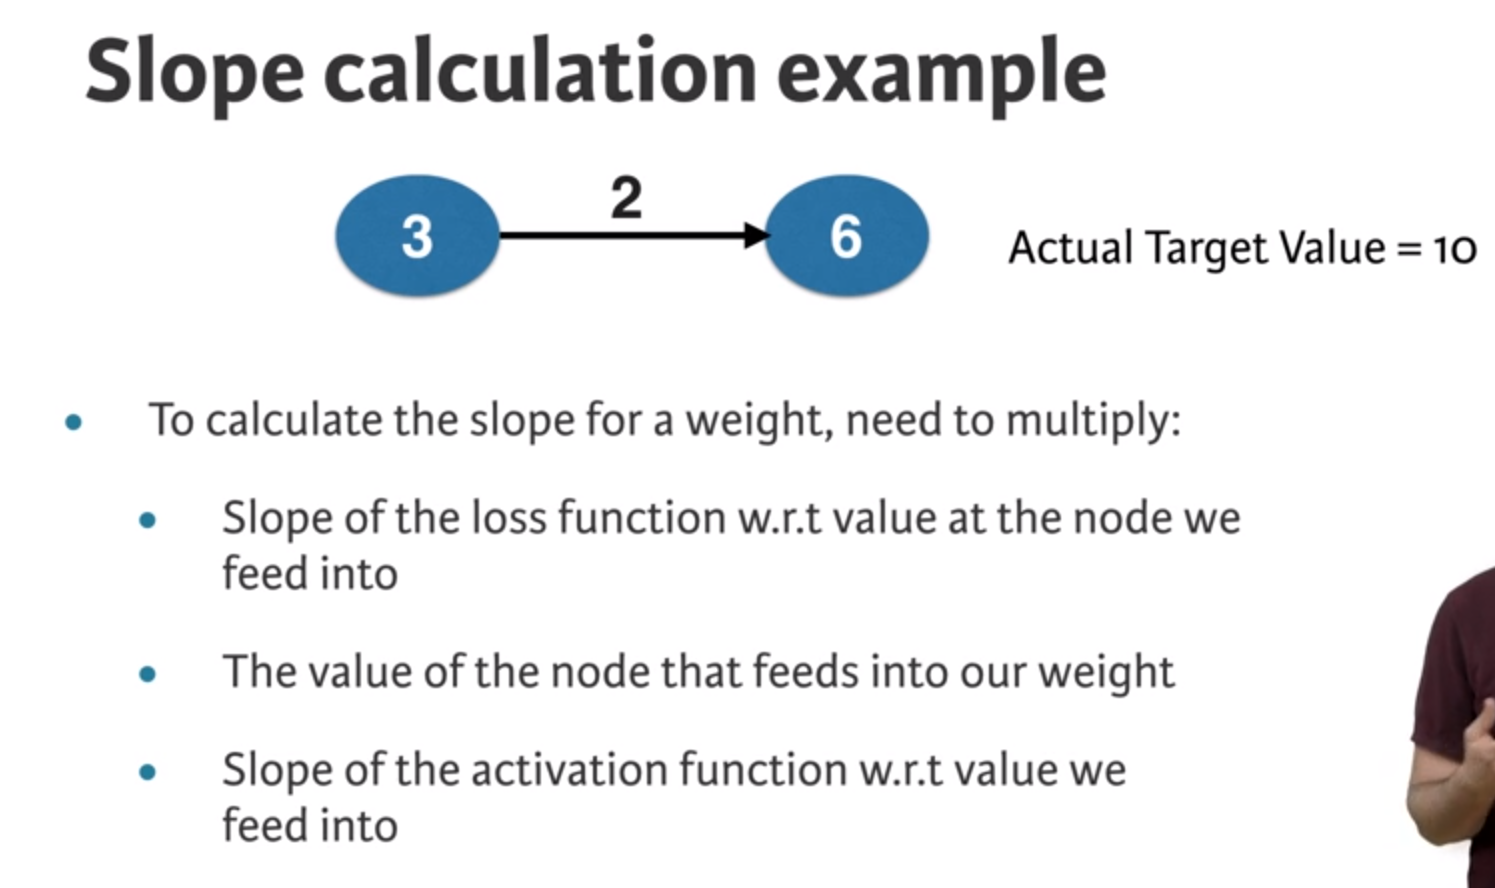 Slope calculation example
2
3
6
Actual Target Value = 10
• To calculate the slope for a weight, need to multiply:
• Slope of the loss function w.r.t value at the node we
feed into
• The value of the node that feeds into our weight
• Slope of the activation function w.r.t value we
feed into